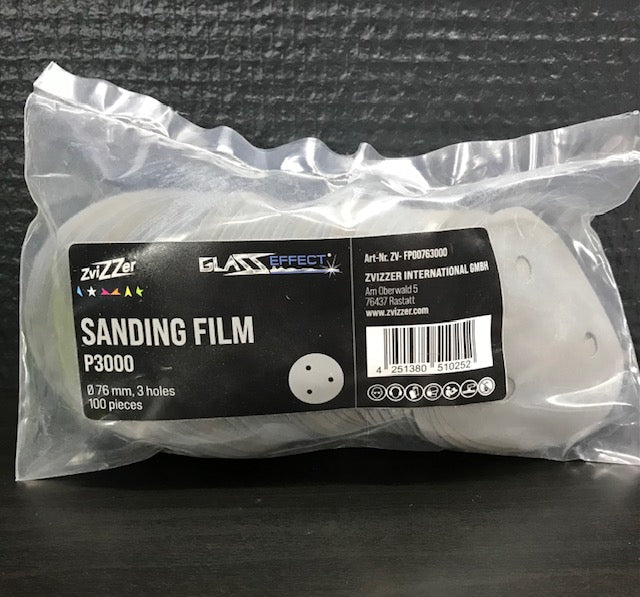 ZviZZer
GLASS EFFECT®
SANDING FILM
P3000
Ø 76 mm, 3 holes
100 pieces
Art-Nr. ZV- FP00763000
ZVIZZER INTERNATIONAL GMBH
Am Oberwald 5
76437 Rastatt
www.zvizzer.com
4 251380 510252